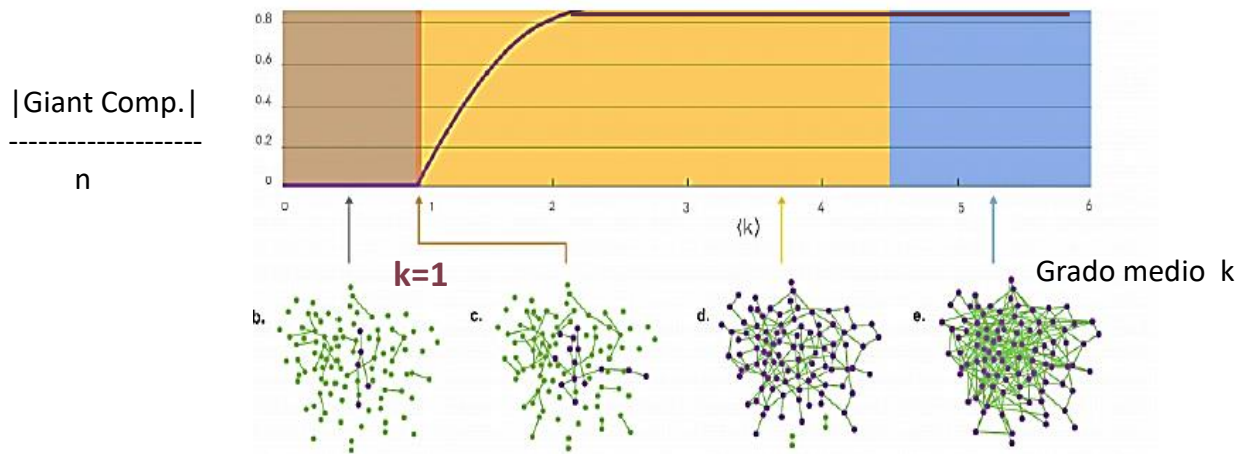 0.8
0.6
0.4
0.2
0
|Giant Comp.|
--------------------
n
0 1 2 3 4 5 6
⟨k⟩
k=1
Grado medio k
b. c. d. e.